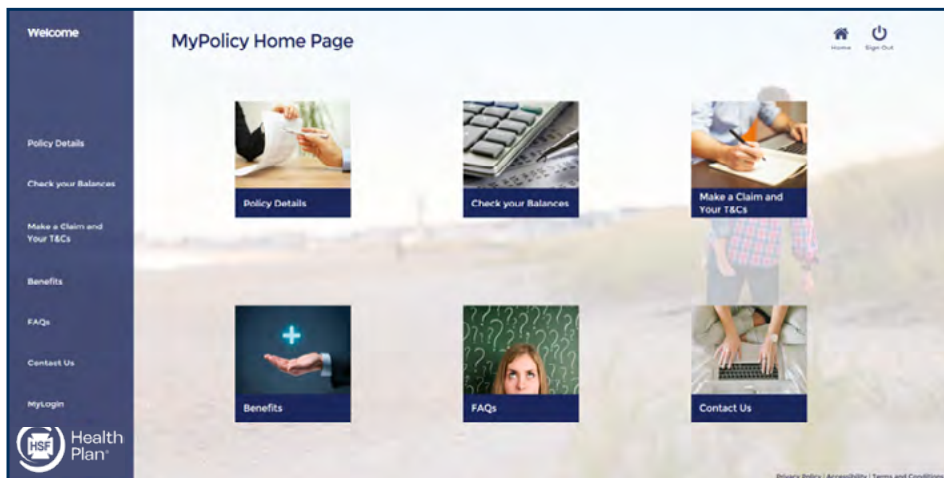 Welcome
MyPolicy Home Page
Home
Sign Out
Policy Details
Check your Balances
Make a Claim and
Your T&Cs
Benefits
FAQs
Contact Us
MyLogin
HSF
Health
Plan
Policy Details
Check your Balances
Make a Claim and
Your T&Cs
Benefits
FAQs
Contact Us
Privacy Policy | Accessibility | Terms and Conditions